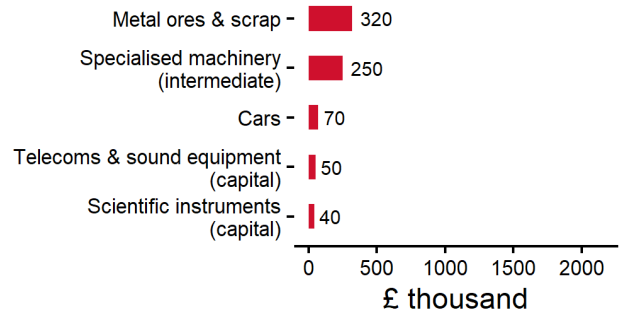 Metal ores & scrap 320
Specialised machinery
(intermediate) 250
Cars 70
Telecoms & sound equipment
(capital) 50
Scientific instruments
(capital) 40
0 500 1000 1500 2000
£ thousand